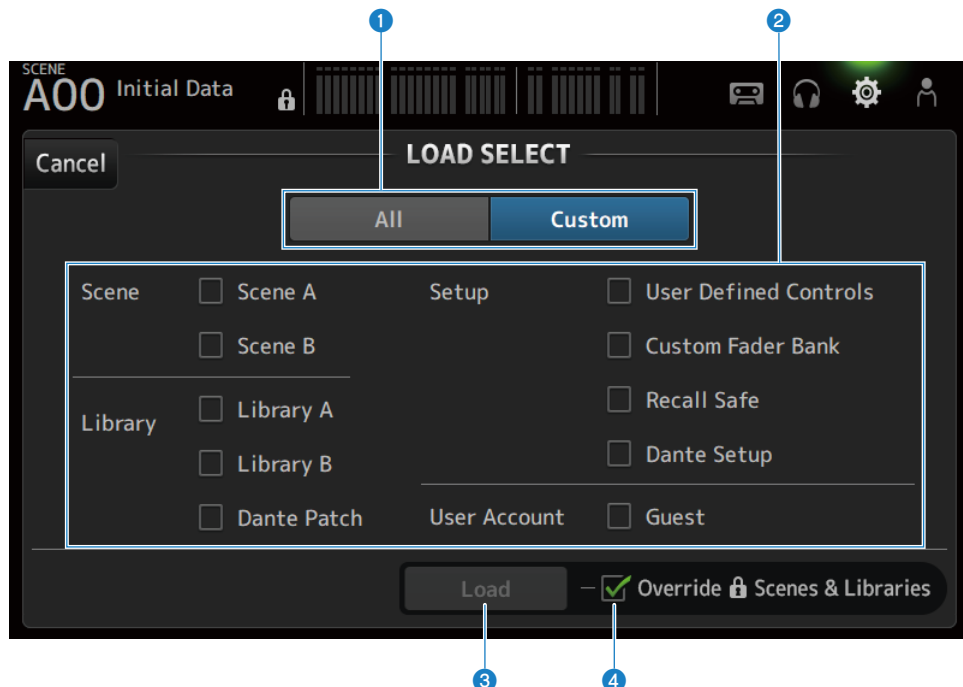 1 2
SCENE
A00 Initial Data
Cancel LOAD SELECT
All Custom
Scene Scene A Setup User Defined Controls
Scene B Custom Fader Bank
Library Library A Recall Safe
Library B Dante Setup
Dante Patch User Account Guest
Load Override Scenes & Libraries
3 4